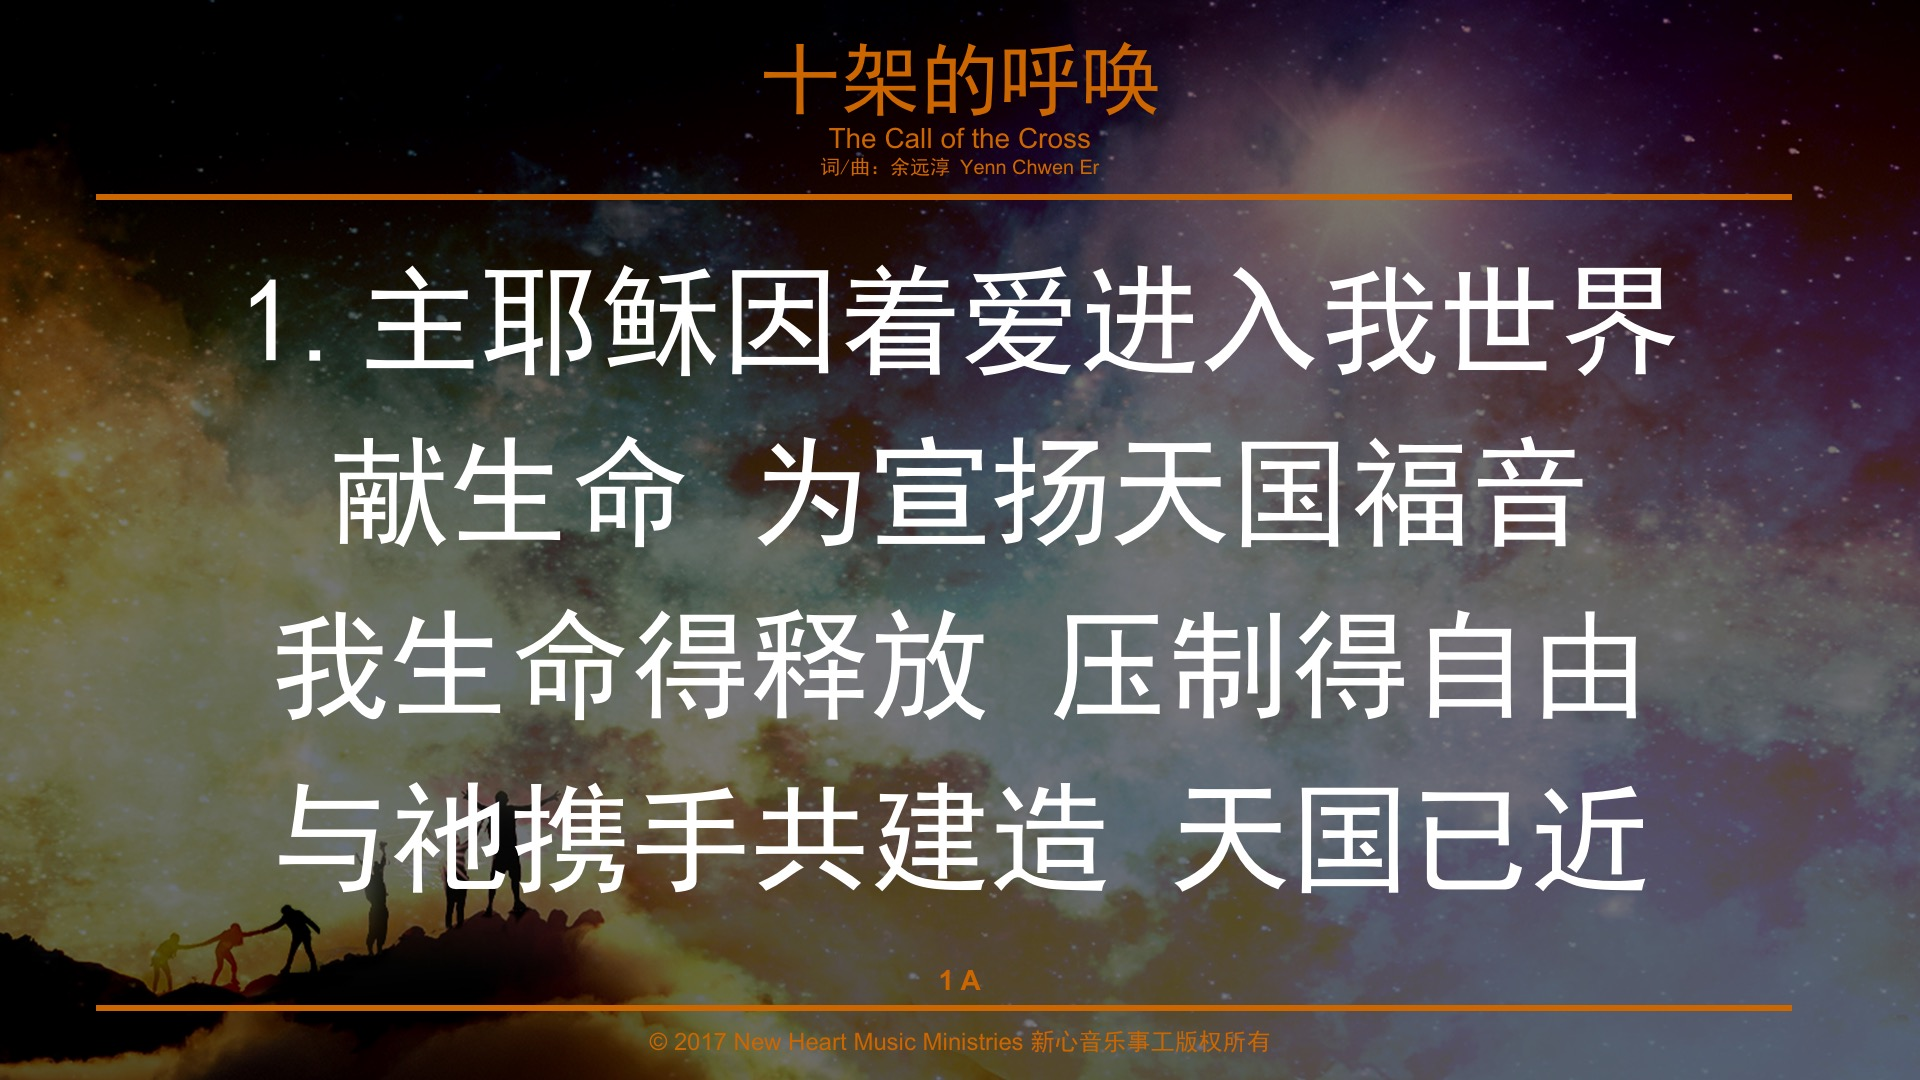 十架的呼唤
The Call of the Cross
词/曲：余远淳 Yenn Chwen Er
1.主耶稣因着爱进入我世界
献生命 为宣扬天国福音
我生命得释放 压制得自由
与祂携手共建造 天国已近
1 A
© 2017 New Heart Music Ministries 新心音乐事工版权所有